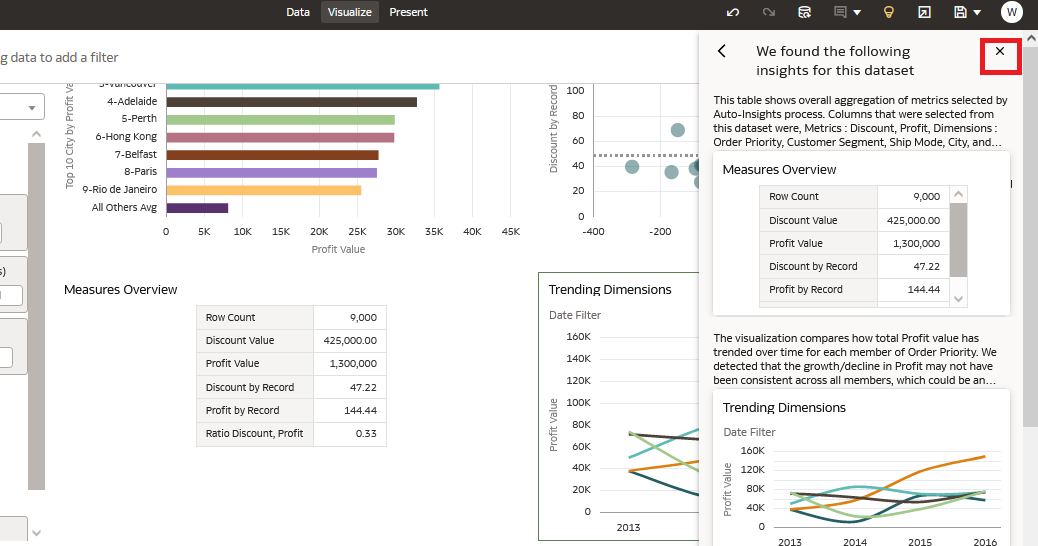 Data Visualize Present
W
g data to add a filter
We found the following
insights for this dataset
This table shows overall aggregation of metrics selected by
Auto-Insights process. Columns that were selected from
this dataset were, Metrics : Discount, Profit, Dimensions :
Order Priority, Customer Segment, Ship Mode, City, and...
Measures Overview
Row Count 9,000
Discount Value 425,000.00
Profit Value 1,300,000
Discount by Record 47.22
Profit by Record 144.44
The visualization compares how total Profit value has
trended over time for each member of Order Priority. We
detected that the growth/decline in Profit may not have
been consistent across all members, which could be an...
Trending Dimensions
Date Filter
Profit Value
160K
120K
80K
40K
0
2013 2014 2015 2016
s)
Top 10 City by Profit Va
3-Vancouver
4-Adelaide
5-Perth
6-Hong Kong
7-Belfast
8-Paris
9-Rio de Janeiro
All Others Avg
0 5K 10K 15K 20K 25K 30K 35K 40K 45K
Profit Value
Discount by Record
100
80
60
40
20
0
-400 -200
Measures Overview
Row Count 9,000
Discount Value 425,000.00
Profit Value 1,300,000
Discount by Record 47.22
Profit by Record 144.44
Ratio Discount, Profit 0.33
Trending Dimensions
Date Filter
Profit Value
160K
140K
120K
100K
80K
60K
40K
20K
0
2013